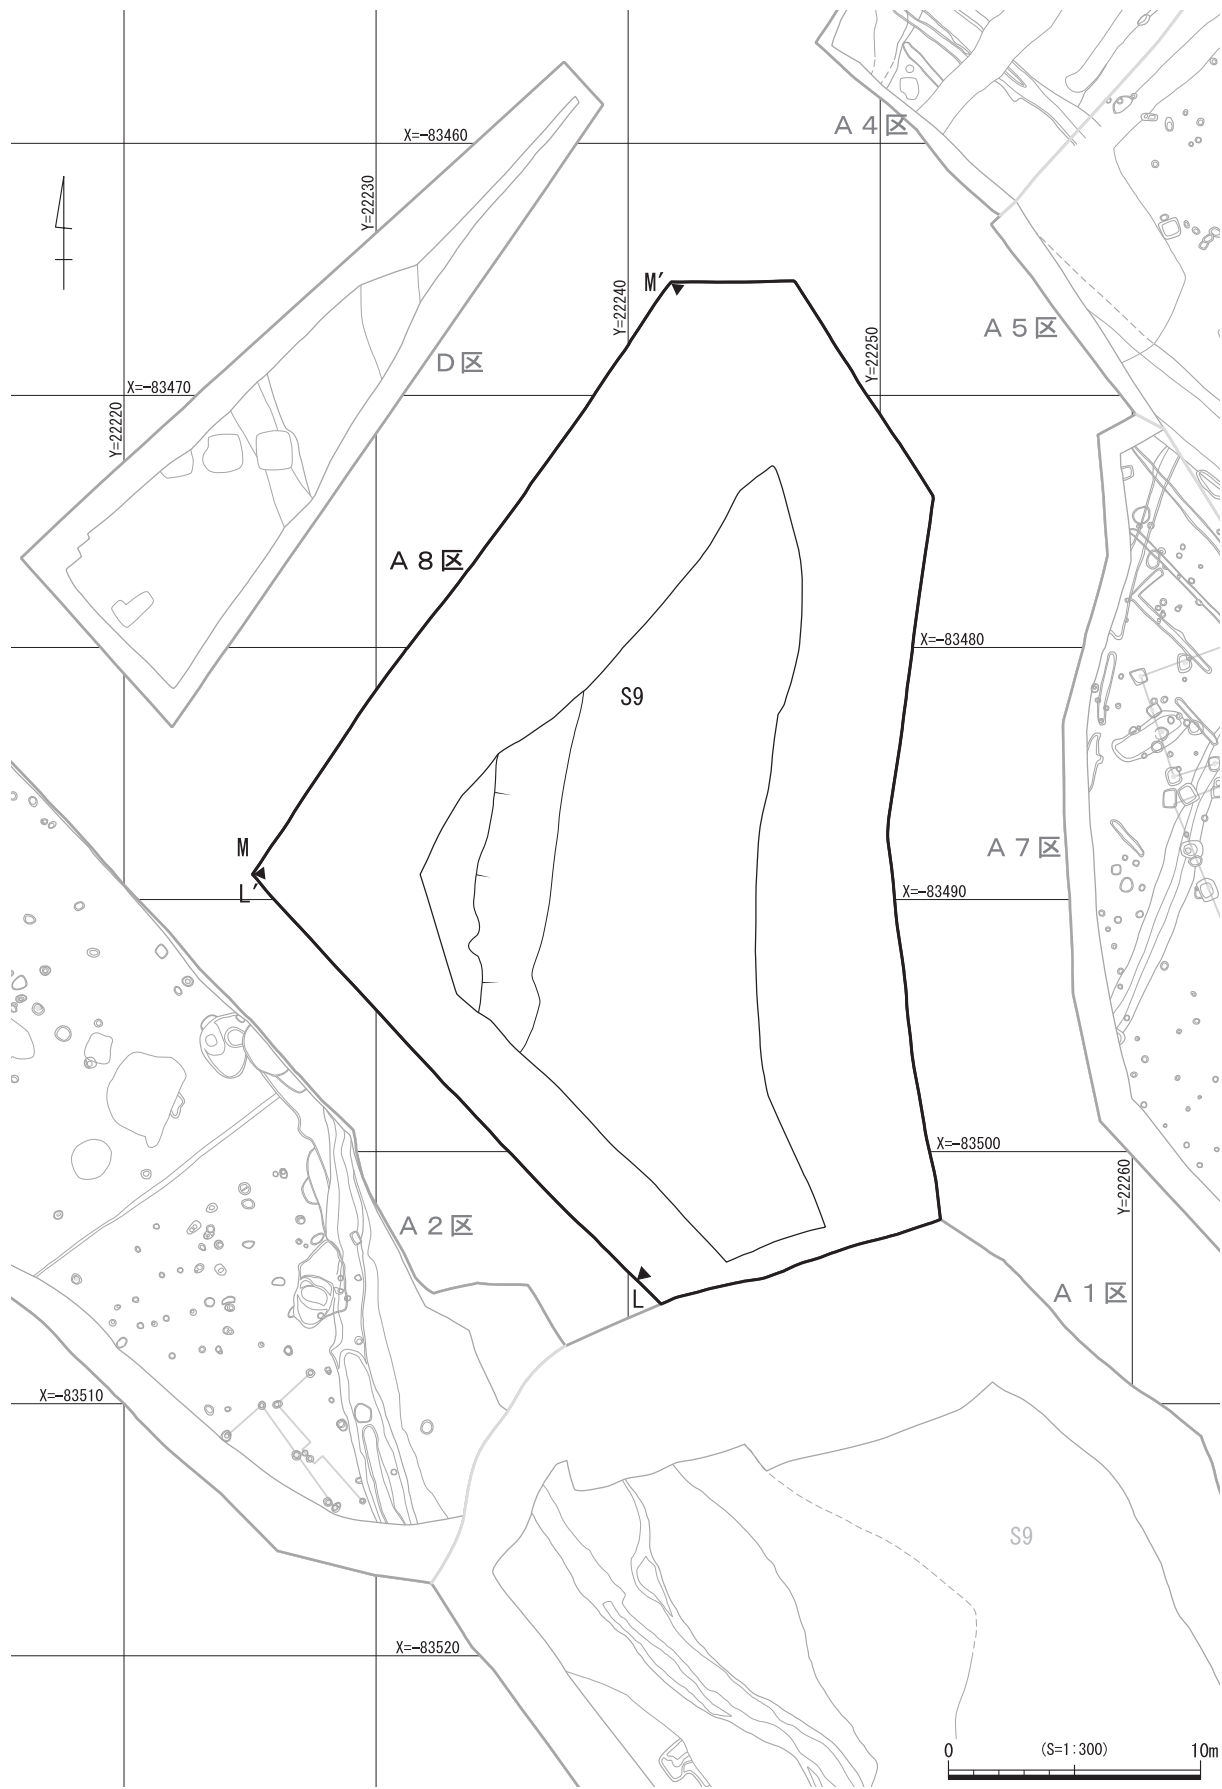 A4区
X=-83460
Y=22230
M′
Y=22240
A5区
Y=22250
D区
X=-83470
Y=22220
A8区
X=-83480
S9
M
L′
A7区
X=-83490
X=-83500
Y=22260
A2区
L
A1区
X=-83510
S9
X=-83520
0 (S=1:300) 10m